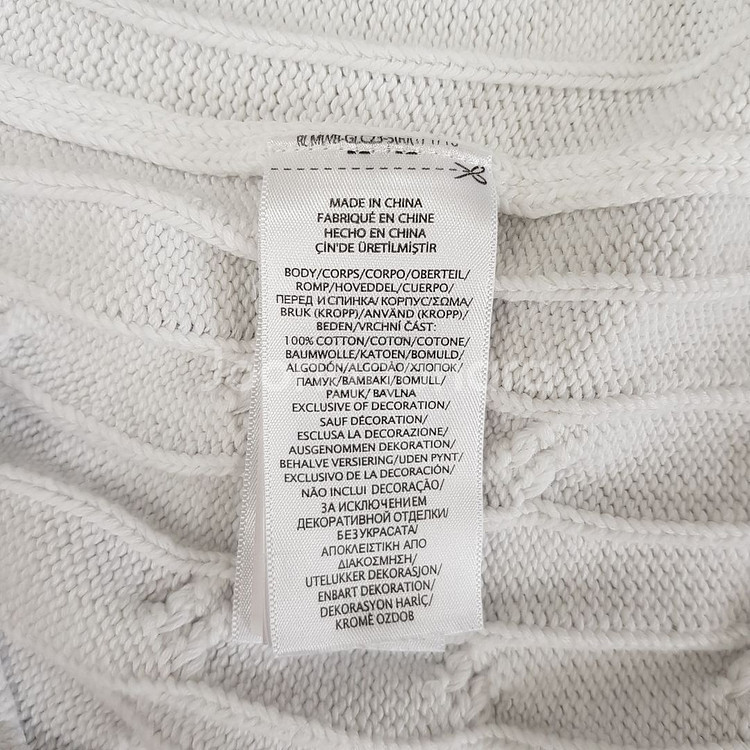 MADE IN CHINA
FABRIQUÉ EN CHINE
HECHO EN CHINA
ÇİN'DE ÜRETİLMİŞTİR
BODY/CORPS/CORPO/OBERTEIL/
ROMP/HOVEDDEL/CUERPO/
ПЕРЕД И СПИНКА/ КОРПУС/ΣΩΜΑ/
BRUK (KROPP)/ANVÄND (KROPP)/
BEDEN/VRCHNÍ ČÁST:
100% COTTON/COTON/COTONE/
BAUMWOLLE/KATOEN/BOMULD/
ALGODÓN/ALGODÃO/ХЛОПОК/
ПАМУК/ΒΑΜΒΑΚΙ/BOMULL/
PAMUK/ BAVLNA
EXCLUSIVE OF DECORATION/
SAUF DÉCORATION/
ESCLUSA LA DECORAZIONE/
AUSGENOMMEN DEKORATION/
BEHALVE VERSIERING/UDEN PYNT/
EXCLUSIVO DE LA DECORACIÓN/
NÃO INCLUI DECORAÇÃO/
ЗА ИСКЛЮЧЕНИЕМ
ДЕКОРАТИВНОЙ ОТДЕЛКИ/
БЕЗ УКРАСАТА/
ΑΠΟΚΛΕΙΣΤΙΚΗ ΑΠΟ
ΔΙΑΚΟΣΜΗΣΗ/
UTELUKKER DEKORASJON/
ENBART DEKORATION/
DEKORASYON HARİÇ/
KROMĚ OZDOB